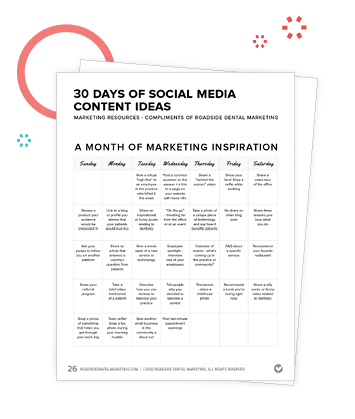 30 DAYS OF SOCIAL MEDIA
CONTENT IDEAS
MARKETING RESOURCES - COMPLIMENTS OF ROADSIDE DENTAL MARKETING
A MONTH OF MARKETING INSPIRATION
Sunday Monday Tuesday Wednesday Thursday Friday Saturday
Give a virtual
"high five" to
an employee
in the practice
who killed it
this week
Post a common
question or the
answer + a link
to a page on
your website
with more info
Share a
"behind the
scenes" video
Show your
face! Snap a
selfie while
working
Share a
video tour
of the office
Review a
product your
audience
would be
interested in
Link to a blog
or profile you
admire that
your patients
would love too
Share an
inspirational
or funny quote
relating to
dentistry
"On the go"
- traveling to/
from the office
or at an event
Take a photo of
a unique piece
of technology
and say how it
benefits patients
Re-share an
older blog
post
Share three
reasons you
love what
you do
Ask your
people to follow
you on another
platform
Share an
article that
answers a
common
question from
patients
Give a sneak
peek of a new
service or
technology
Employee
spotlight -
interview
one of your
employees
Calendar of
events - what's
coming up in
the practice or
community?
FAQ about
a specific
service
Recommend
your favorite
restaurant
Share your
referral
program
Take a
brief video
testimonial
of a patient
Describe
how you use
reviews to
improve your
practice
Tell people
why you
decided to
become a
dentist
Throwback
share a
childhood
photo
Recommend
a book you're
loving right
now
Share a silly
comic or funny
video related
to dentistry
Snap a photo
of something
that helps you
get through
your work day
Team selfie!
Snap a fun
photo during
your morning
huddle
Give another
small business in
the community
a shout out
Post last-minute
appointment
openings
26 ROADSIDEDENTALMARKETING.COM | ©2020 ROADSIDE DENTAL MARKETING. ALL RIGHTS RESERVED